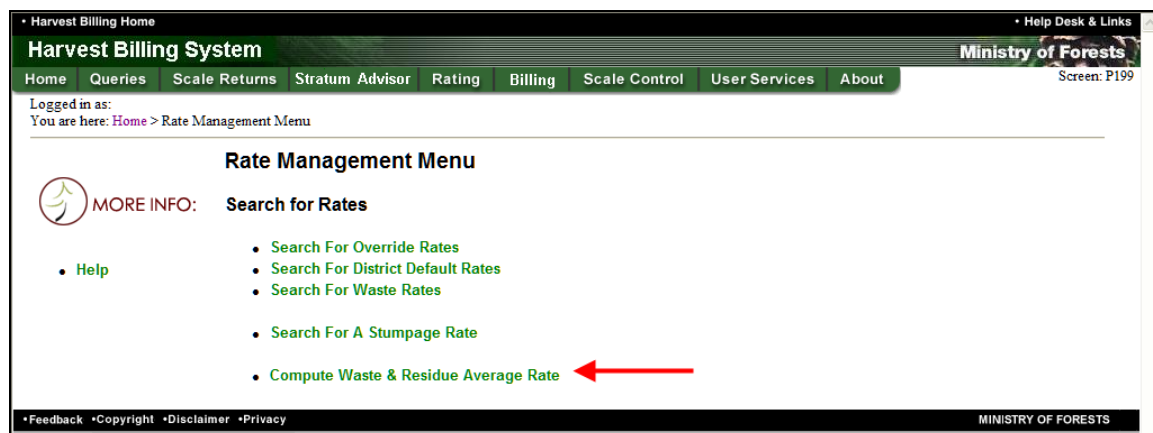 • Harvest Billing Home • Help Desk & Links
Harvest Billing System Ministry of Forests
Home Queries Scale Returns Stratum Advisor Rating Billing Scale Control User Services About Screen: P199
Logged in as:
You are here: Home > Rate Management Menu
Rate Management Menu
MORE INFO:
Search for Rates
• Help
• Search For Override Rates
• Search For District Default Rates
• Search For Waste Rates
• Search For A Stumpage Rate
• Compute Waste & Residue Average Rate
•Feedback •Copyright •Disclaimer •Privacy MINISTRY OF FORESTS